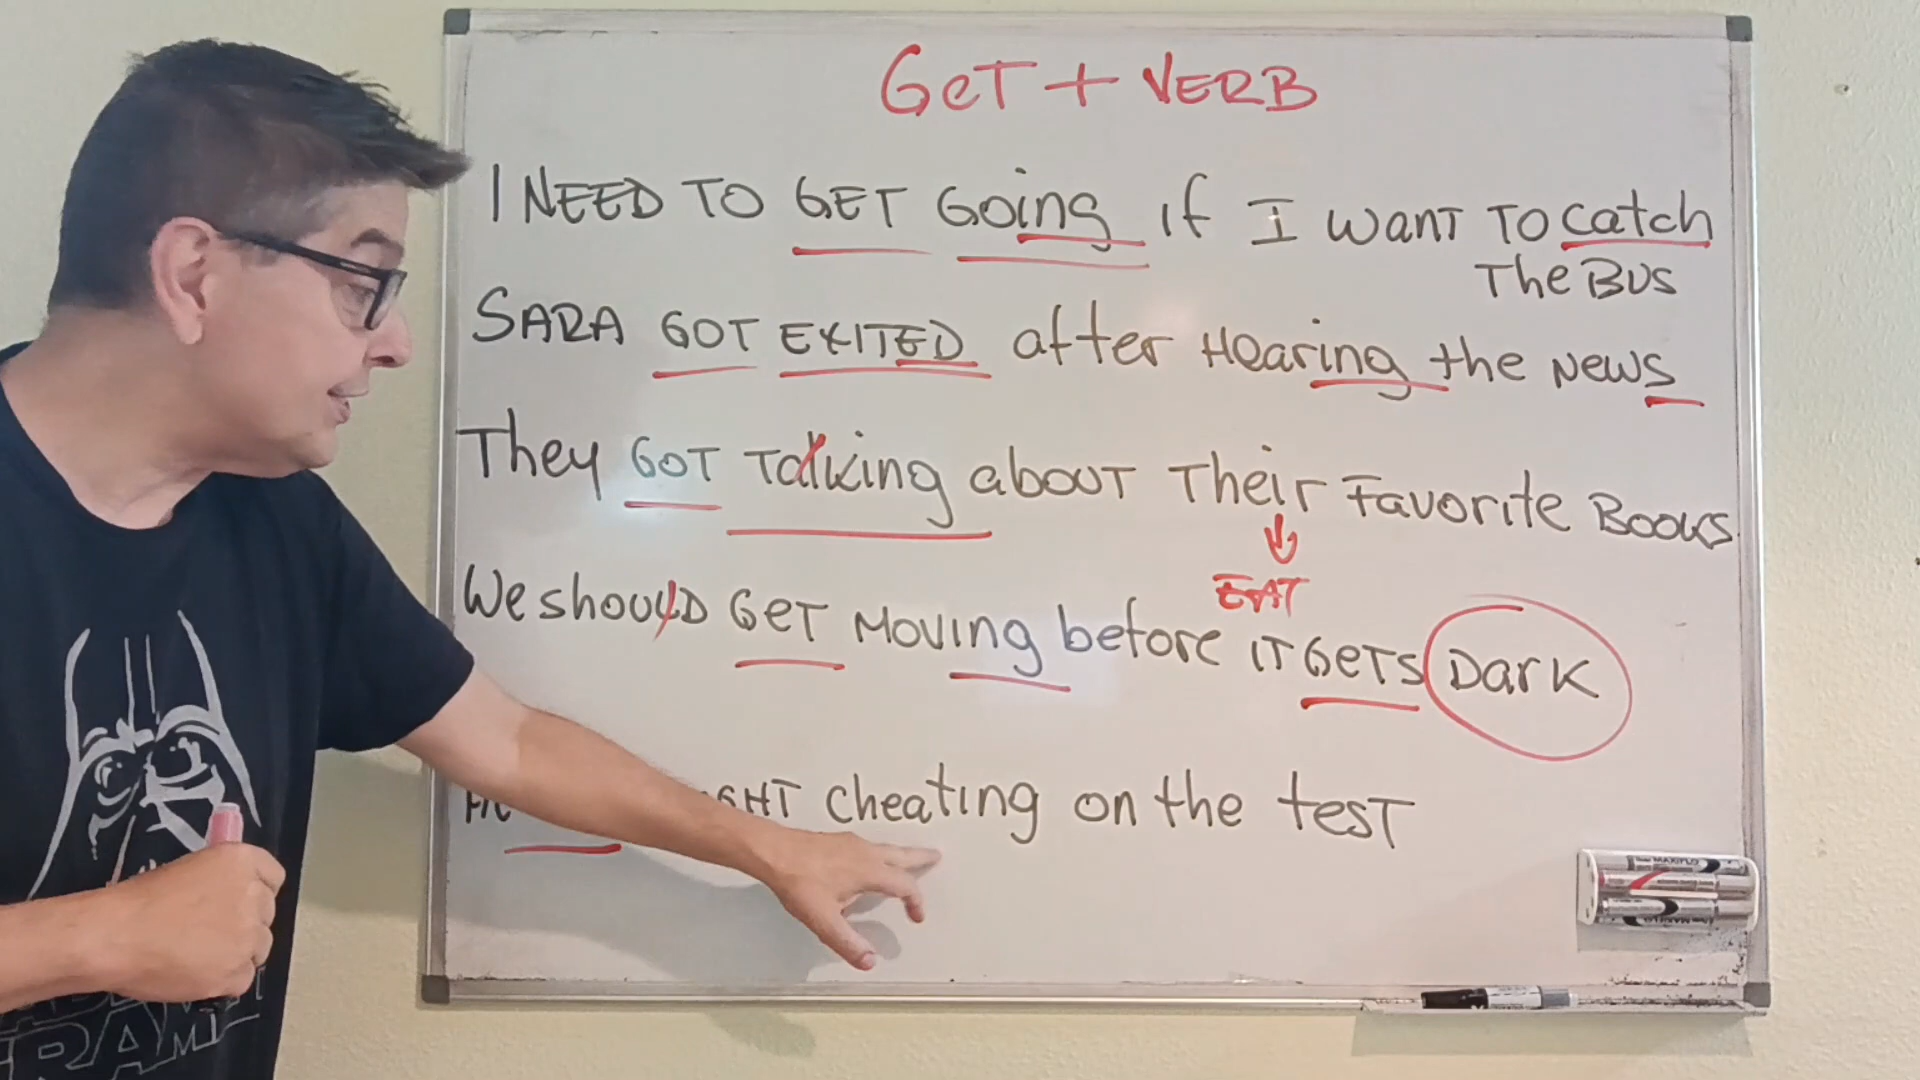 GeT + VERB
I NEED TO GET GOing if I wanT TO catch
The BUS
SARA GOT EXITED after Hearing the News
They GOT Talking abouT Their Favorite Books
EAT
We shoulD GeT Moving before iT GeTS Dark
cheating on the test
FRAMI